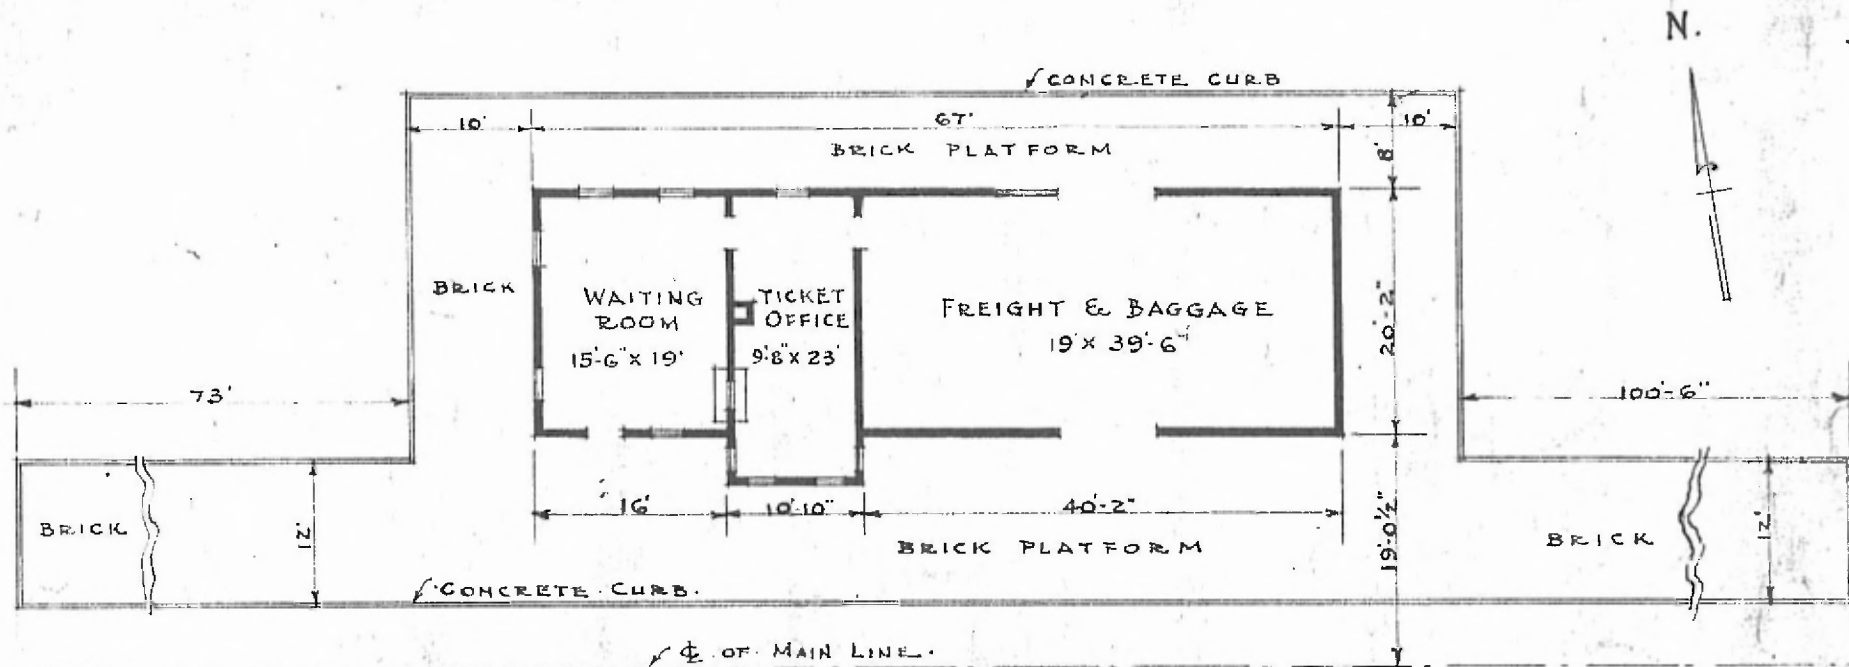 N.
CONCRETE CURB
10'
67'
10'
BRICK PLATFORM
8'
BRICK
WAITING
ROOM
15'-6" X 19'
TICKET
OFFICE
9'8" X 23'
FREIGHT & BAGGAGE
19' X 39'-6"
20'-2"
73'
100'-6"
16'
10'-10"
40'-2"
19'-0½"
BRICK
12'
BRICK PLATFORM
BRICK
12'
CONCRETE CURB.
℄ OF MAIN LINE.